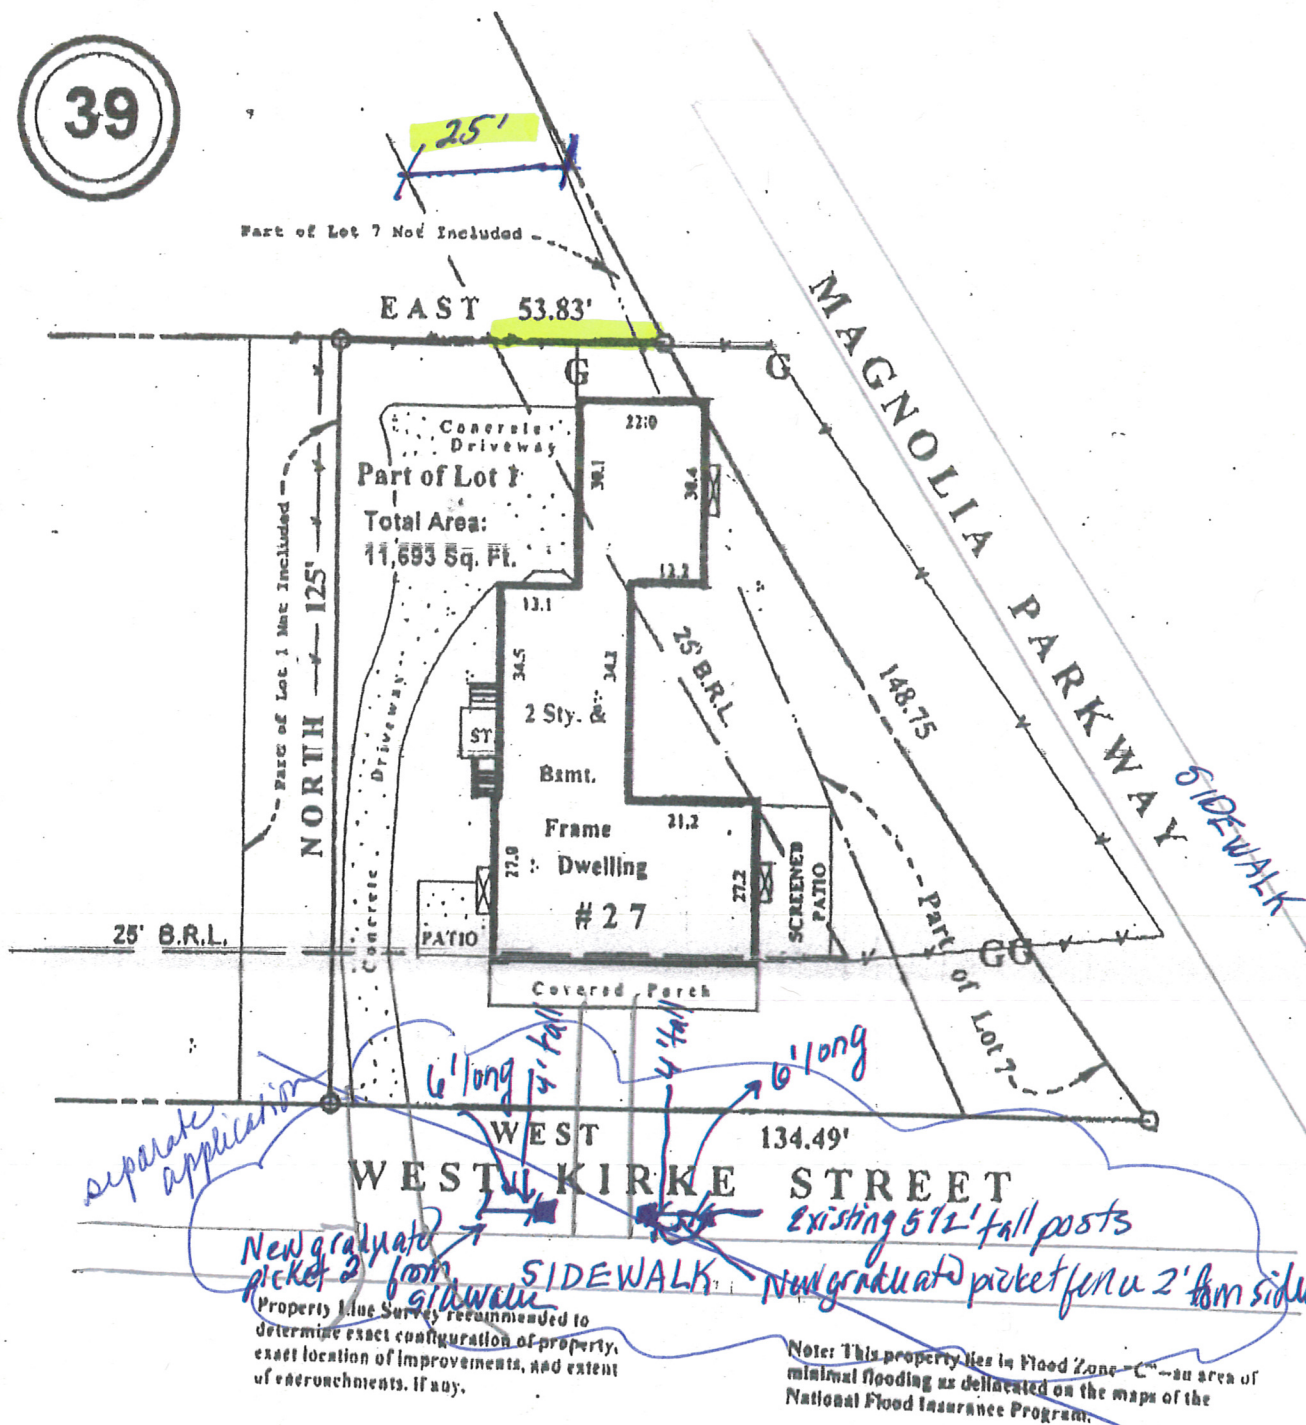 39
25'
Part of Lot 7 Not Included
EAST 53.83'
G
G
MAGNOLIA PARKWAY
SIDEWALK
Concrete
Driveway
22.0
30.1
30.4
Part of Lot 1
Total Area:
11,693 Sq. Ft.
Part of Lot 1 Not Included
NORTH 125'
13.1
12.2
34.5
34.2
25' B.R.L.
148.75
Concrete Driveway
ST.
2 Sty. &
Bsmt.
Frame
Dwelling
#27
21.2
27.2
SCREENED
PATIO
PATIO
25' B.R.L.
GG
Part of Lot 7
Covered Porch
6' long
4' tall
4' tall
6' long
separate
application
WEST 134.49'
WEST KIRKE STREET
Existing 5 1/2' tall posts
New graduated
picket 2' from
sidewalk
SIDEWALK
New graduated picket fence 2' from
Property Line Survey recommended to
determine exact configuration of property,
exact location of improvements, and extent
of encroachments, if any.
Note: This property lies in Flood Zone "C"—an area of
minimal flooding as delineated on the maps of the
National Flood Insurance Program.